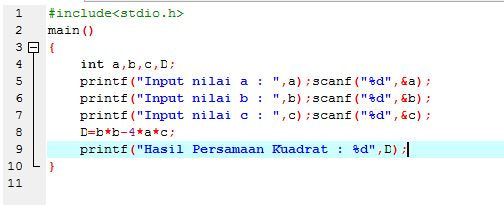 1 #include<stdio.h>
2 main()
3 {
4 int a,b,c,D;
5 printf("Input nilai a : ",a);scanf("%d",&a);
6 printf("Input nilai b : ",b);scanf("%d",&b);
7 printf("Input nilai c : ",c);scanf("%d",&c);
8 D=b*b-4*a*c;
9 printf("Hasil Persamaan Kuadrat : %d",D);
10 }
11